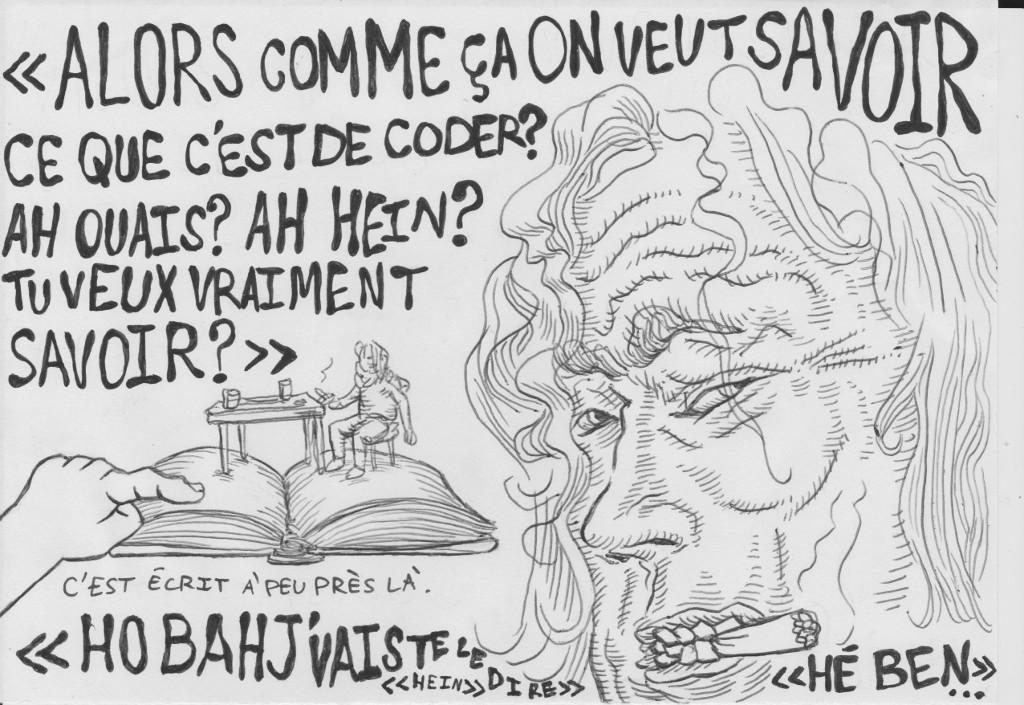 « ALORS COMME ÇA ON VEUT SAVOIR
CE QUE C'EST DE CODER?
AH OUAIS? AH HEIN?
TU VEUX VRAIMENT
SAVOIR? »
C'EST ÉCRIT À PEU PRÈS LÀ.
« HO BAH J'VAIS TE LE
DIRE »
« HEIN »
« HÉ BEN... »